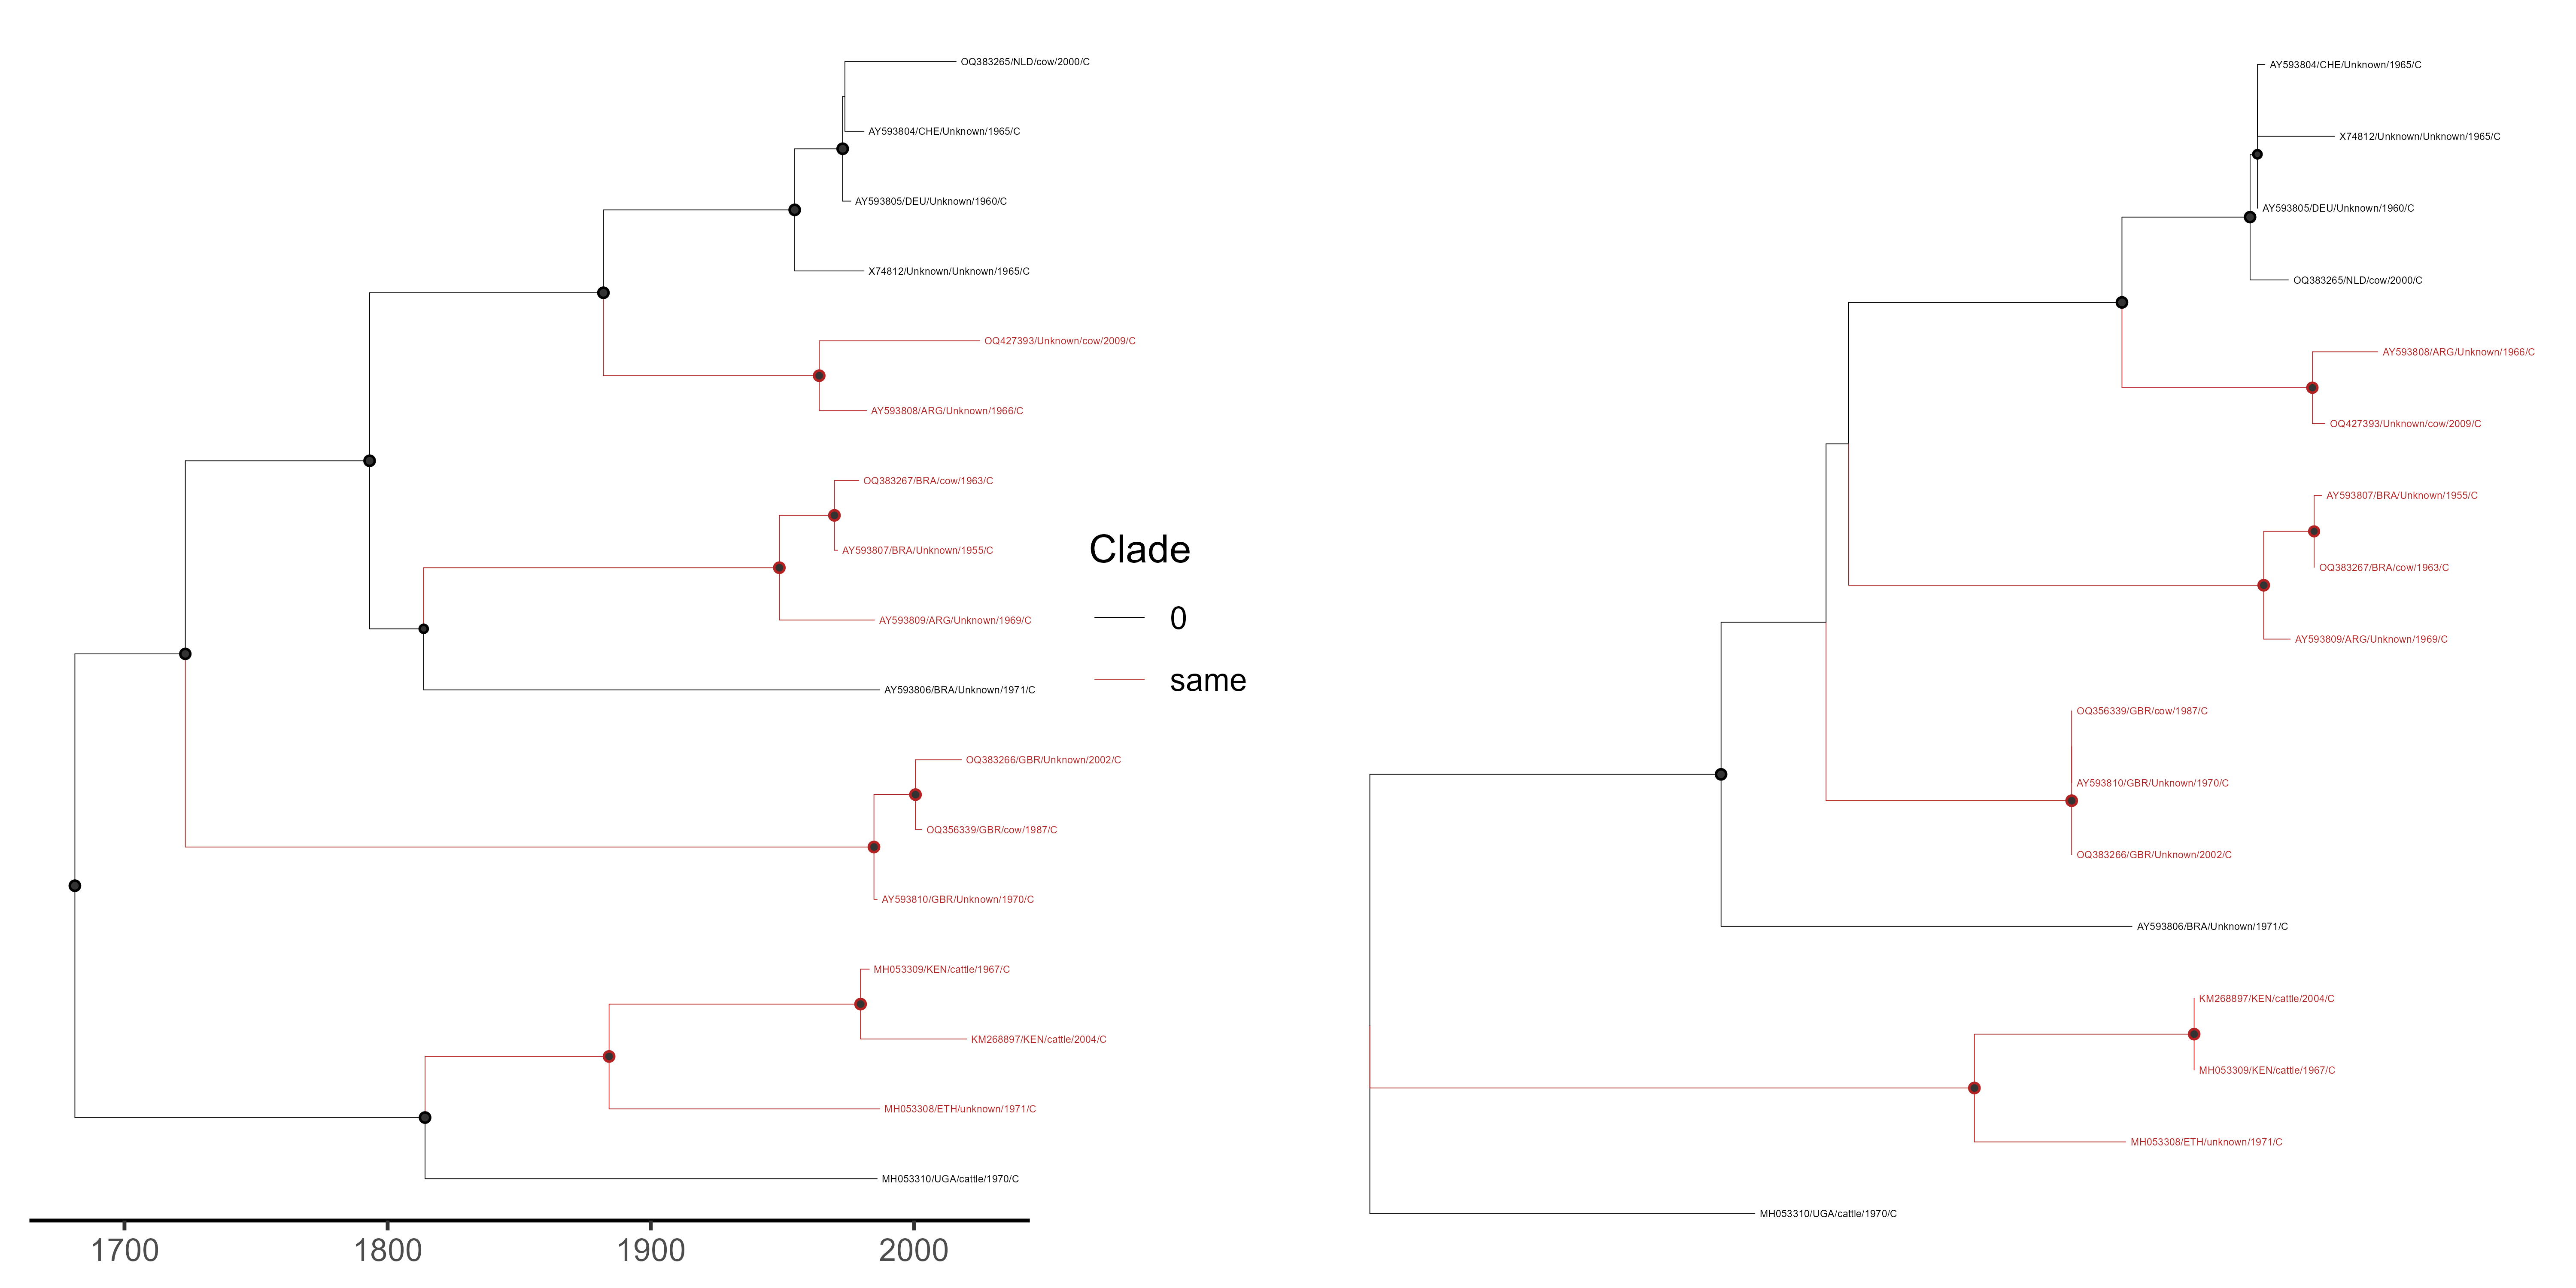 OQ383265/NLD/cow/2000/C
AY593804/CHE/Unknown/1965/C
AY593805/DEU/Unknown/1960/C
X74812/Unknown/Unknown/1965/C
OQ427393/Unknown/cow/2009/C
AY593808/ARG/Unknown/1966/C
OQ383267/BRA/cow/1963/C
AY593807/BRA/Unknown/1955/C
AY593809/ARG/Unknown/1969/C
AY593806/BRA/Unknown/1971/C
OQ383266/GBR/Unknown/2002/C
OQ356339/GBR/cow/1987/C
AY593810/GBR/Unknown/1970/C
MH053309/KEN/cattle/1967/C
KM268897/KEN/cattle/2004/C
MH053308/ETH/unknown/1971/C
MH053310/UGA/cattle/1970/C
1700 1800 1900 2000
Clade
0
same
AY593804/CHE/Unknown/1965/C
X74812/Unknown/Unknown/1965/C
AY593805/DEU/Unknown/1960/C
OQ383265/NLD/cow/2000/C
AY593808/ARG/Unknown/1966/C
OQ427393/Unknown/cow/2009/C
AY593807/BRA/Unknown/1955/C
OQ383267/BRA/cow/1963/C
AY593809/ARG/Unknown/1969/C
OQ356339/GBR/cow/1987/C
AY593810/GBR/Unknown/1970/C
OQ383266/GBR/Unknown/2002/C
AY593806/BRA/Unknown/1971/C
KM268897/KEN/cattle/2004/C
MH053309/KEN/cattle/1967/C
MH053308/ETH/unknown/1971/C
MH053310/UGA/cattle/1970/C